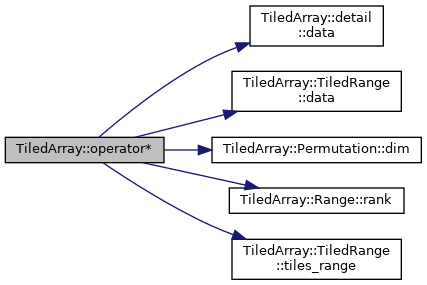 TiledArray::detail
::data
TiledArray::TiledRange
::data
TiledArray::operator*
TiledArray::Permutation::dim
TiledArray::Range::rank
TiledArray::TiledRange
::tiles_range